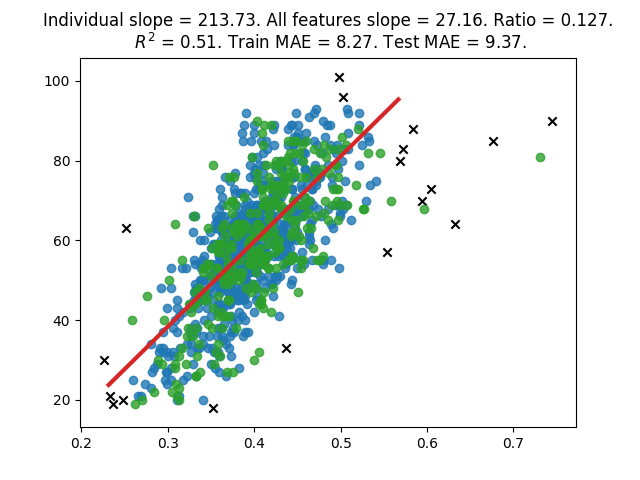 Individual slope = 213.73. All features slope = 27.16. Ratio = 0.127.
R² = 0.51. Train MAE = 8.27. Test MAE = 9.37.
100
80
60
40
20
0.2 0.3 0.4 0.5 0.6 0.7